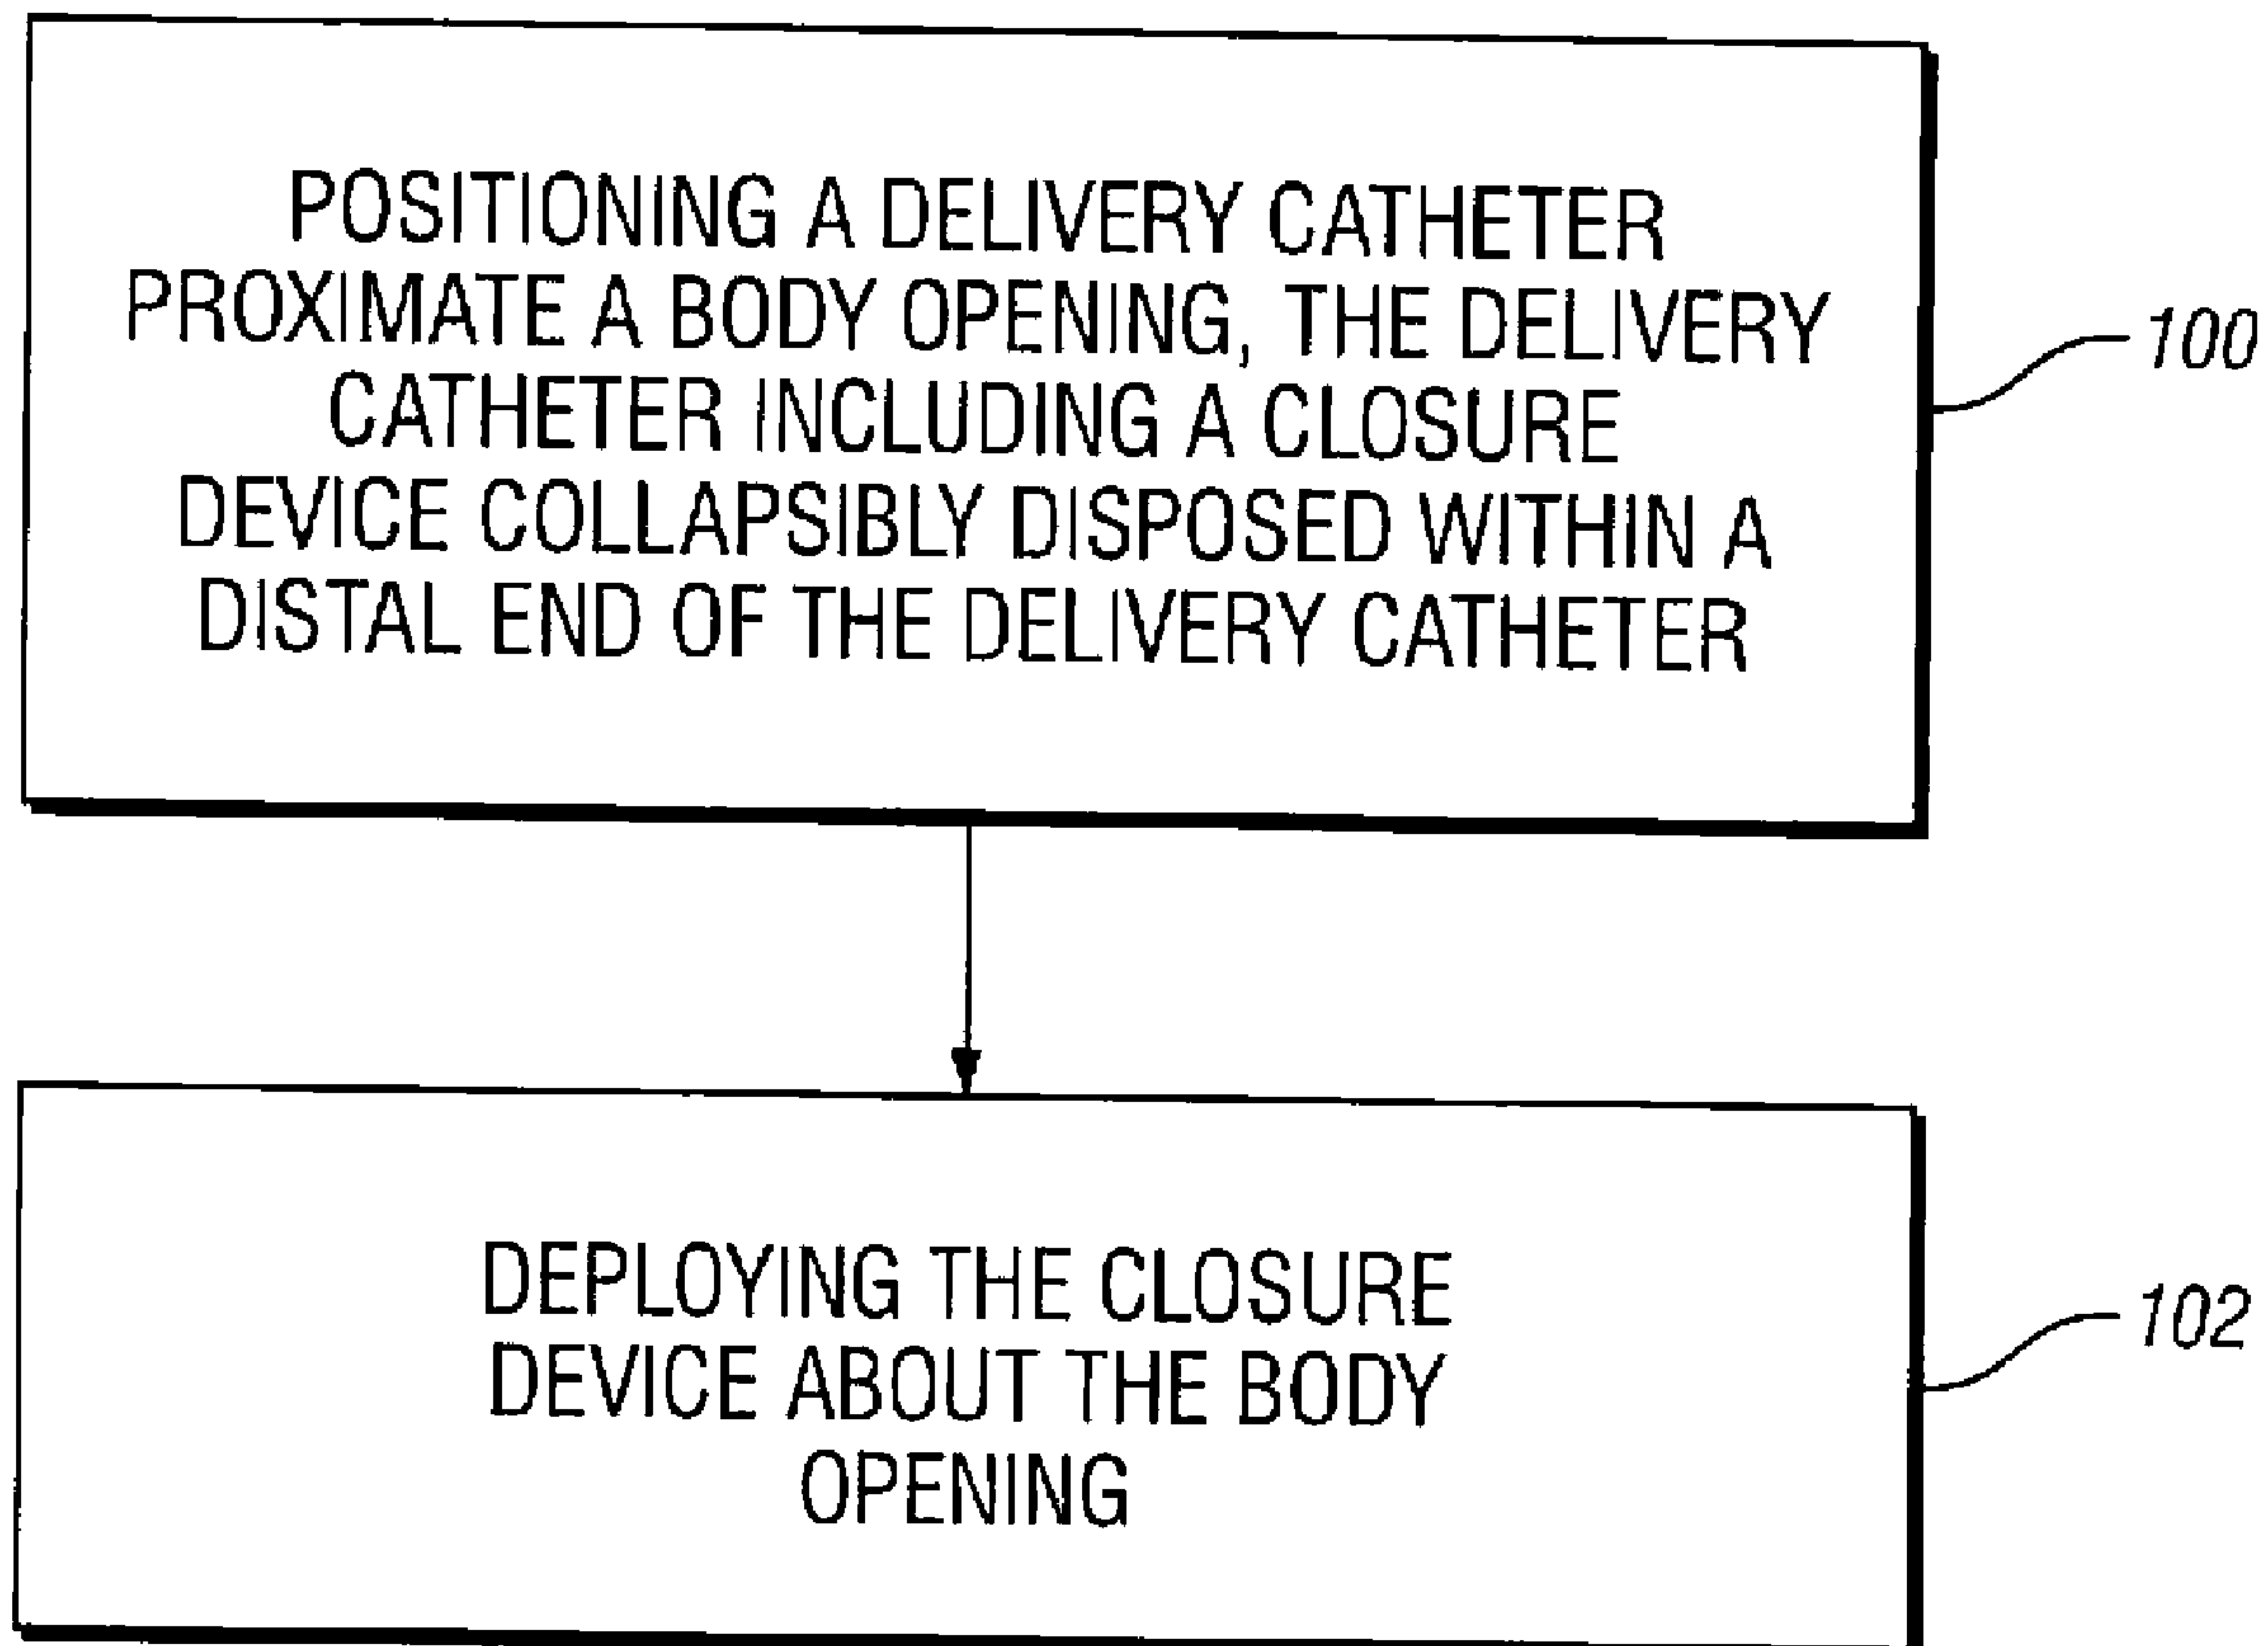 POSITIONING A DELIVERY CATHETER
PROXIMATE A BODY OPENING, THE DELIVERY
CATHETER INCLUDING A CLOSURE
DEVICE COLLAPSIBLY DISPOSED WITHIN A
DISTAL END OF THE DELIVERY CATHETER
100
DEPLOYING THE CLOSURE
DEVICE ABOUT THE BODY
OPENING
102